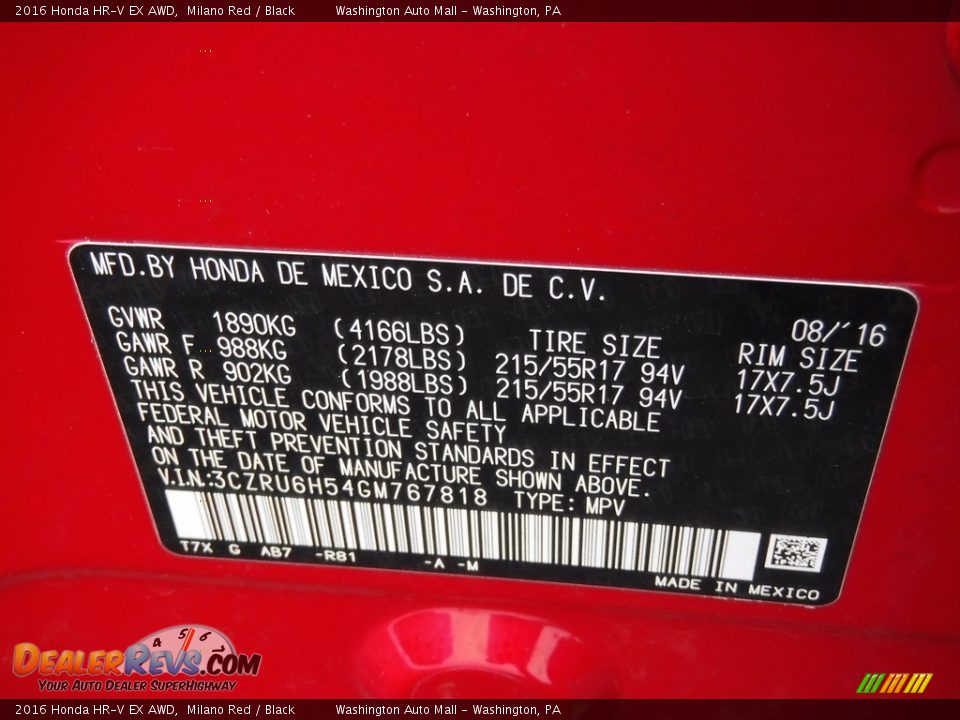 2016 Honda HR-V EX AWD, Milano Red / Black Washington Auto Mall - Washington, PA
MFD.BY HONDA DE MEXICO S.A. DE C.V.
08/'16
GVWR 1890KG (4166LBS) TIRE SIZE RIM SIZE
GAWR F 988KG (2178LBS) 215/55R17 94V 17X7.5J
GAWR R 902KG (1988LBS) 215/55R17 94V 17X7.5J
THIS VEHICLE CONFORMS TO ALL APPLICABLE
FEDERAL MOTOR VEHICLE SAFETY
AND THEFT PREVENTION STANDARDS IN EFFECT
ON THE DATE OF MANUFACTURE SHOWN ABOVE.
V.I.N:3CZRU6H54GM767818 TYPE: MPV
T7X G AB7 -R81 -A -M
MADE IN MEXICO
4 5 6
DEALERREVS.COM
YOUR AUTO DEALER SUPERHIGHWAY
2016 Honda HR-V EX AWD, Milano Red / Black Washington Auto Mall - Washington, PA